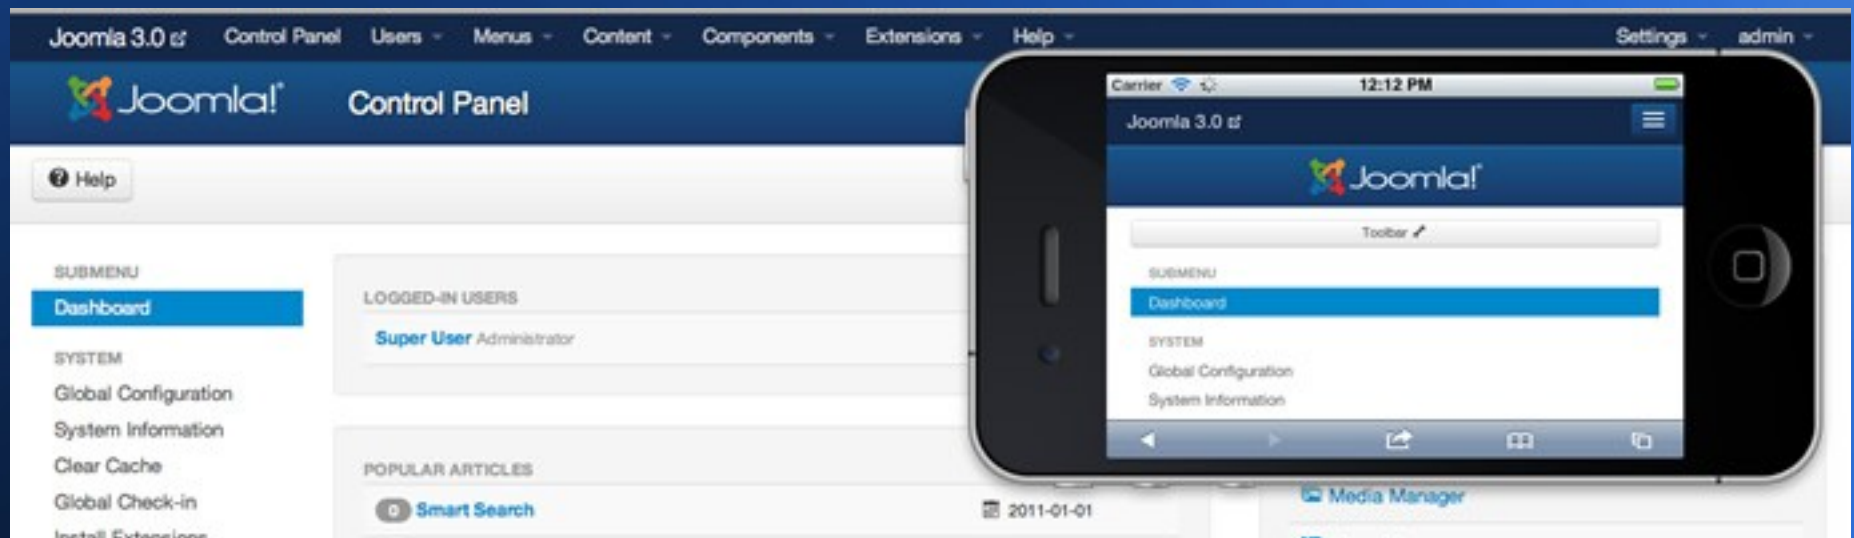 Joomla 3.0 Control Panel Users Menus Content Components Extensions Help Settings admin
Joomla!® Control Panel
Help
SUBMENU
Dashboard
SYSTEM
Global Configuration
System Information
Clear Cache
Global Check-in
Install Extensions
LOGGED-IN USERS
Super User Administrator
POPULAR ARTICLES
0 Smart Search 2011-01-01
Carrier 12:12 PM
Joomla 3.0
Joomla!®
Toolbar
SUBMENU
Dashboard
SYSTEM
Global Configuration
System Information
Media Manager